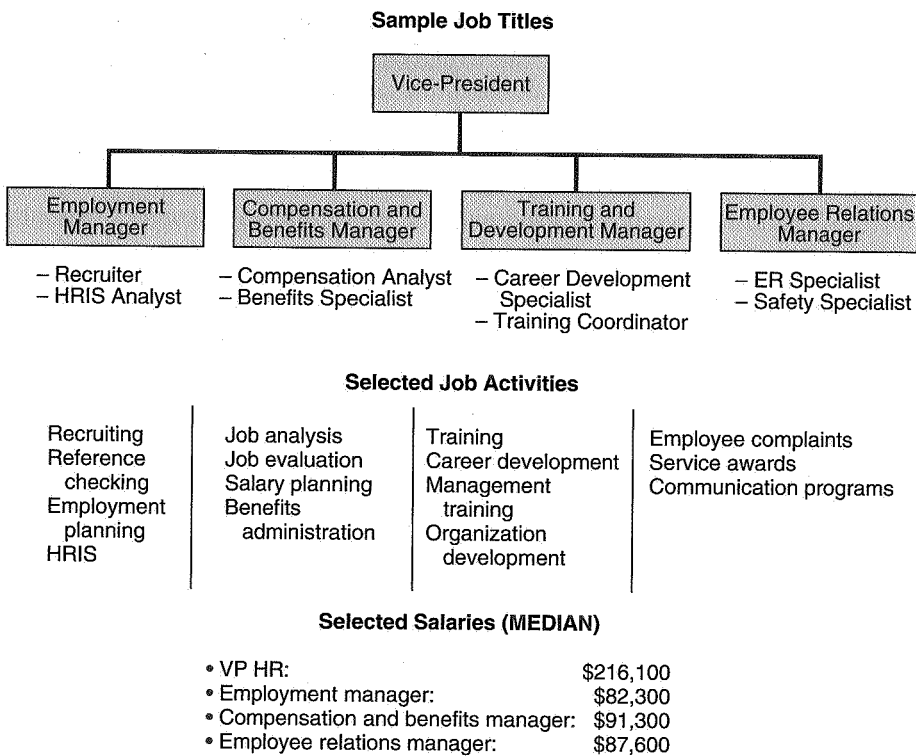 Sample Job Titles
Vice-President
Employment
Manager
– Recruiter
– HRIS Analyst
Compensation and
Benefits Manager
– Compensation Analyst
– Benefits Specialist
Training and
Development Manager
– Career Development
Specialist
– Training Coordinator
Employee Relations
Manager
– ER Specialist
– Safety Specialist
Selected Job Activities
Recruiting
Reference
checking
Employment
planning
HRIS
Job analysis
Job evaluation
Salary planning
Benefits
administration
Training
Career development
Management
training
Organization
development
Employee complaints
Service awards
Communication programs
Selected Salaries (MEDIAN)
• VP HR: $216,100
• Employment manager: $82,300
• Compensation and benefits manager: $91,300
• Employee relations manager: $87,600